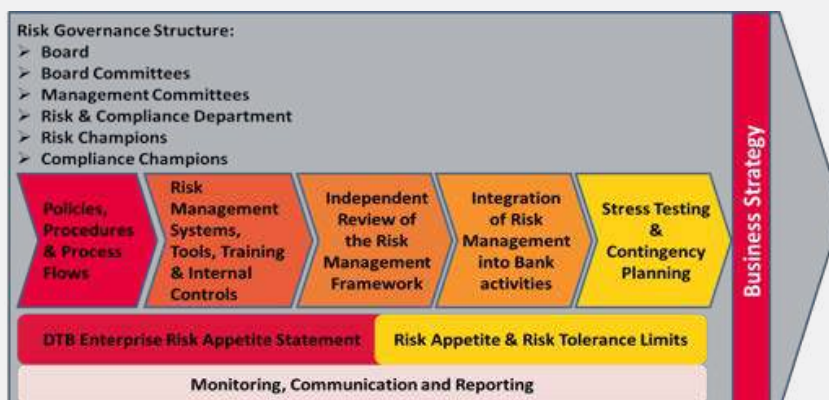 Risk Governance Structure:
➤ Board
➤ Board Committees
➤ Management Committees
➤ Risk & Compliance Department
➤ Risk Champions
➤ Compliance Champions
Policies,
Procedures
& Process
Flows
Risk
Management
Systems,
Tools, Training
& Internal
Controls
Independent
Review of
the Risk
Management
Framework
Integration
of Risk
Management
into Bank
activities
Stress Testing
&
Contingency
Planning
Business Strategy
DTB Enterprise Risk Appetite Statement
Risk Appetite & Risk Tolerance Limits
Monitoring, Communication and Reporting